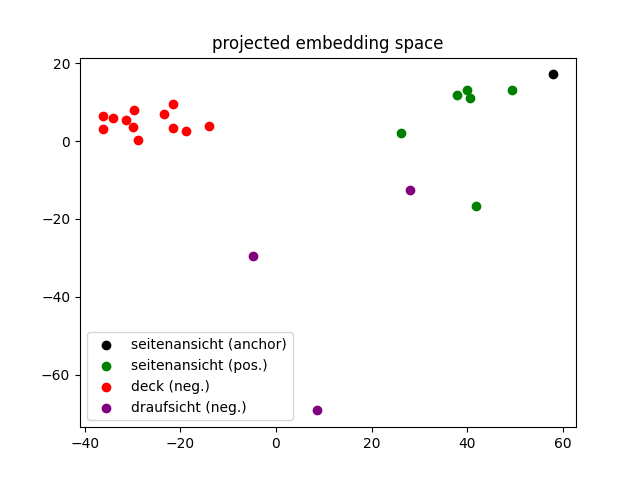 projected embedding space
20
0
−20
−40
−60
seitenansicht (anchor)
seitenansicht (pos.)
deck (neg.)
draufsicht (neg.)
−40 −20 0 20 40 60